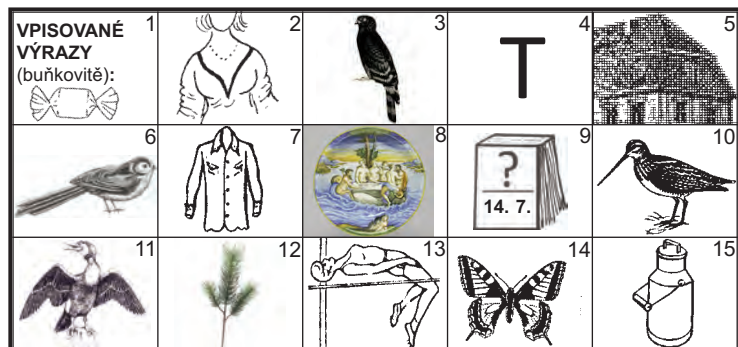 VPISOVANÉ 1 2 3 4 5
VÝRAZY
(buňkovitě):
T
6 7 8 9 10
?
14. 7.
11 12 13 14 15